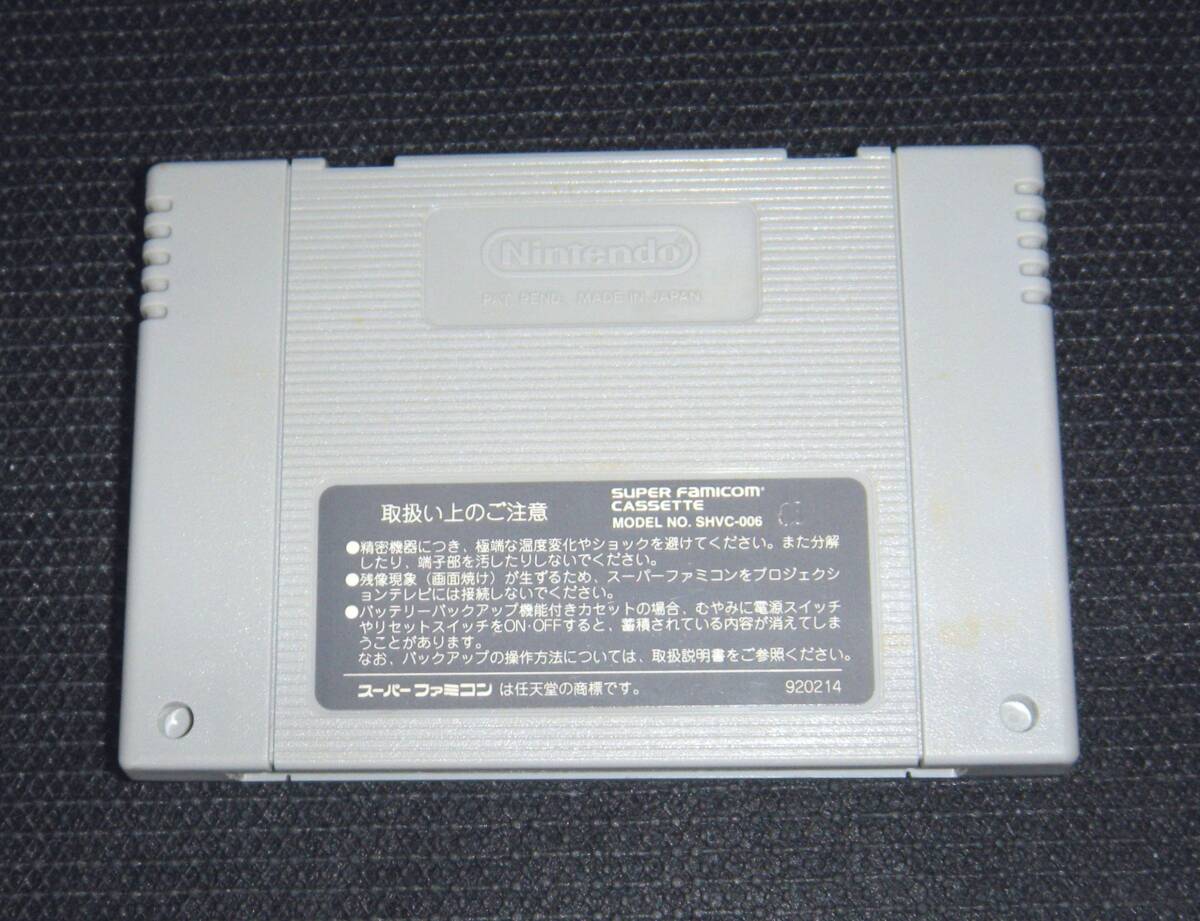 Nintendo®
PAT. PEND. MADE IN JAPAN
取扱い上のご注意
SUPER FAMICOM
CASSETTE
MODEL NO. SHVC-006
●精密機器につき、極端な温度変化やショックを避けてください。また分解
したり、端子部を汚したりしないでください。
●残像現象（画面焼け）が生ずるため、スーパーファミコンをプロジェクシ
ョンテレビには接続しないでください。
●バッテリーバックアップ機能付きカセットの場合、むやみに電源スイッチ
やリセットスイッチをON·OFFすると、蓄積されている内容が消えてしま
うことがあります。
なお、バックアップの操作方法については、取扱説明書をご参照ください。
スーパーファミコン は任天堂の商標です。
920214